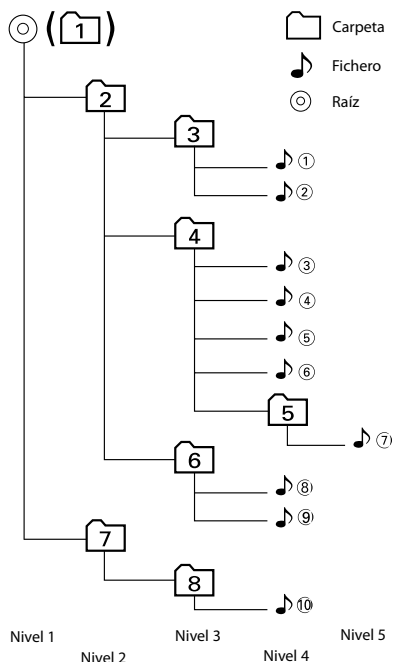 ( 1 )
Carpeta
2
Fichero
Raíz
3
①
②
4
③
④
⑤
⑥
5
⑦
6
⑧
⑨
7
8
⑩
Nivel 1
Nivel 2
Nivel 3
Nivel 4
Nivel 5